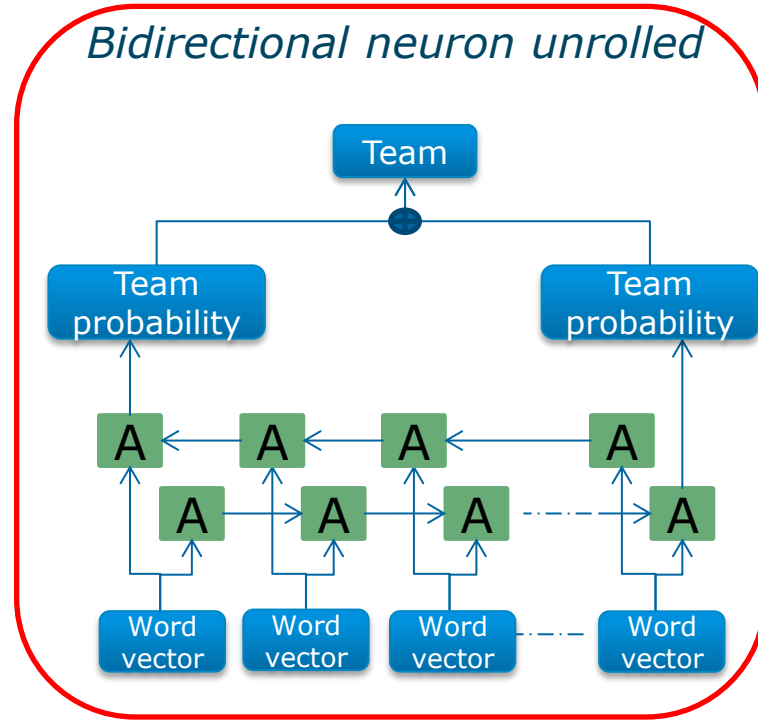 Bidirectional neuron unrolled
Team
Team
probability
Team
probability
A A A A
A A A A
Word
vector
Word
vector
Word
vector
Word
vector